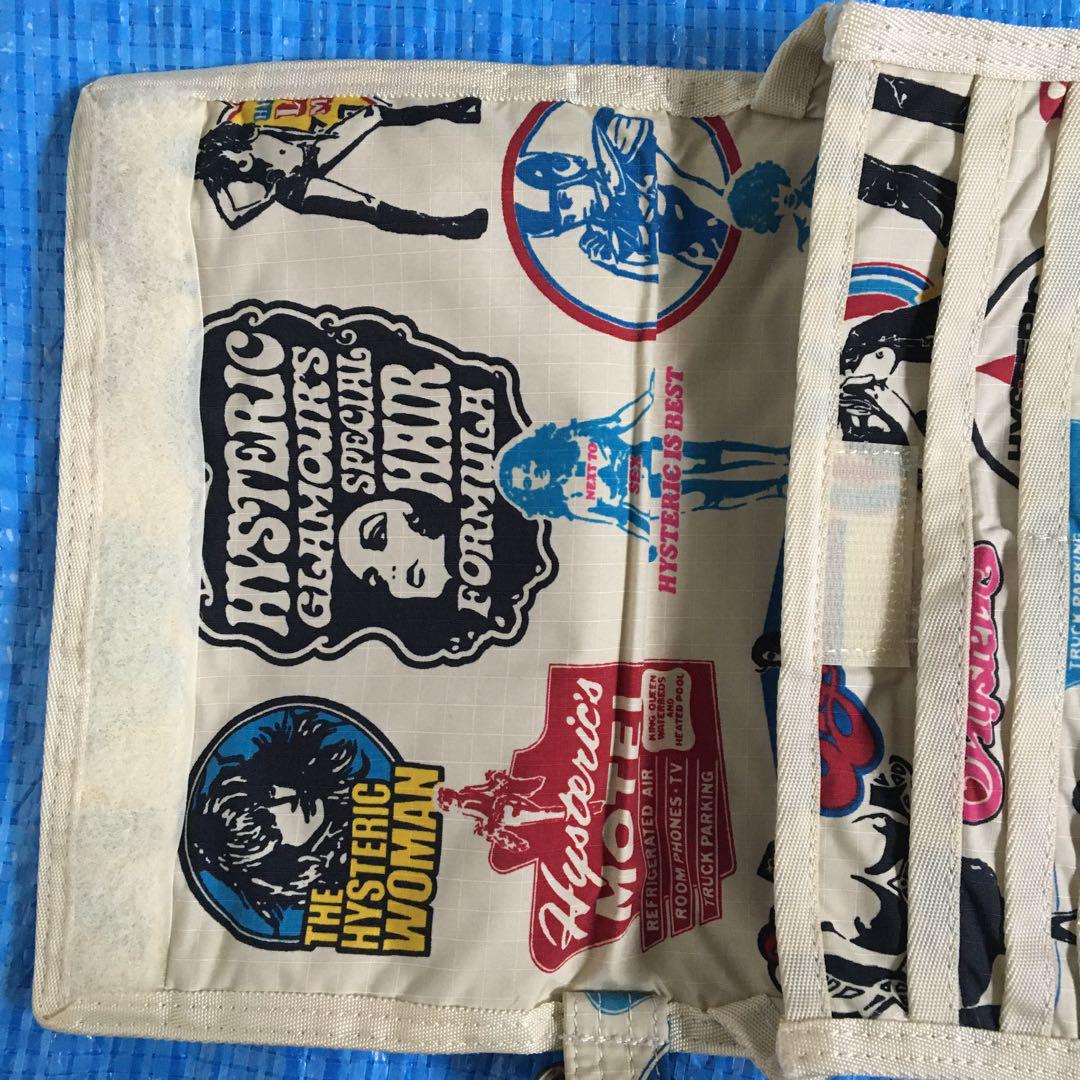 HYSTERIC
GLAMOUR'S
SPECIAL
HAIR
FORMULA
NEXT TO
SEX
HYSTERIC IS BEST
THE
HYSTERIC
WOMAN
Hysteric's
MOTEL
KING QUEEN
WATERBEDS
AND
HEATED POOL
REFRIGERATED AIR
ROOM PHONES · TV
TRUCK PARKING
Hysteric
TRUCK PARKING